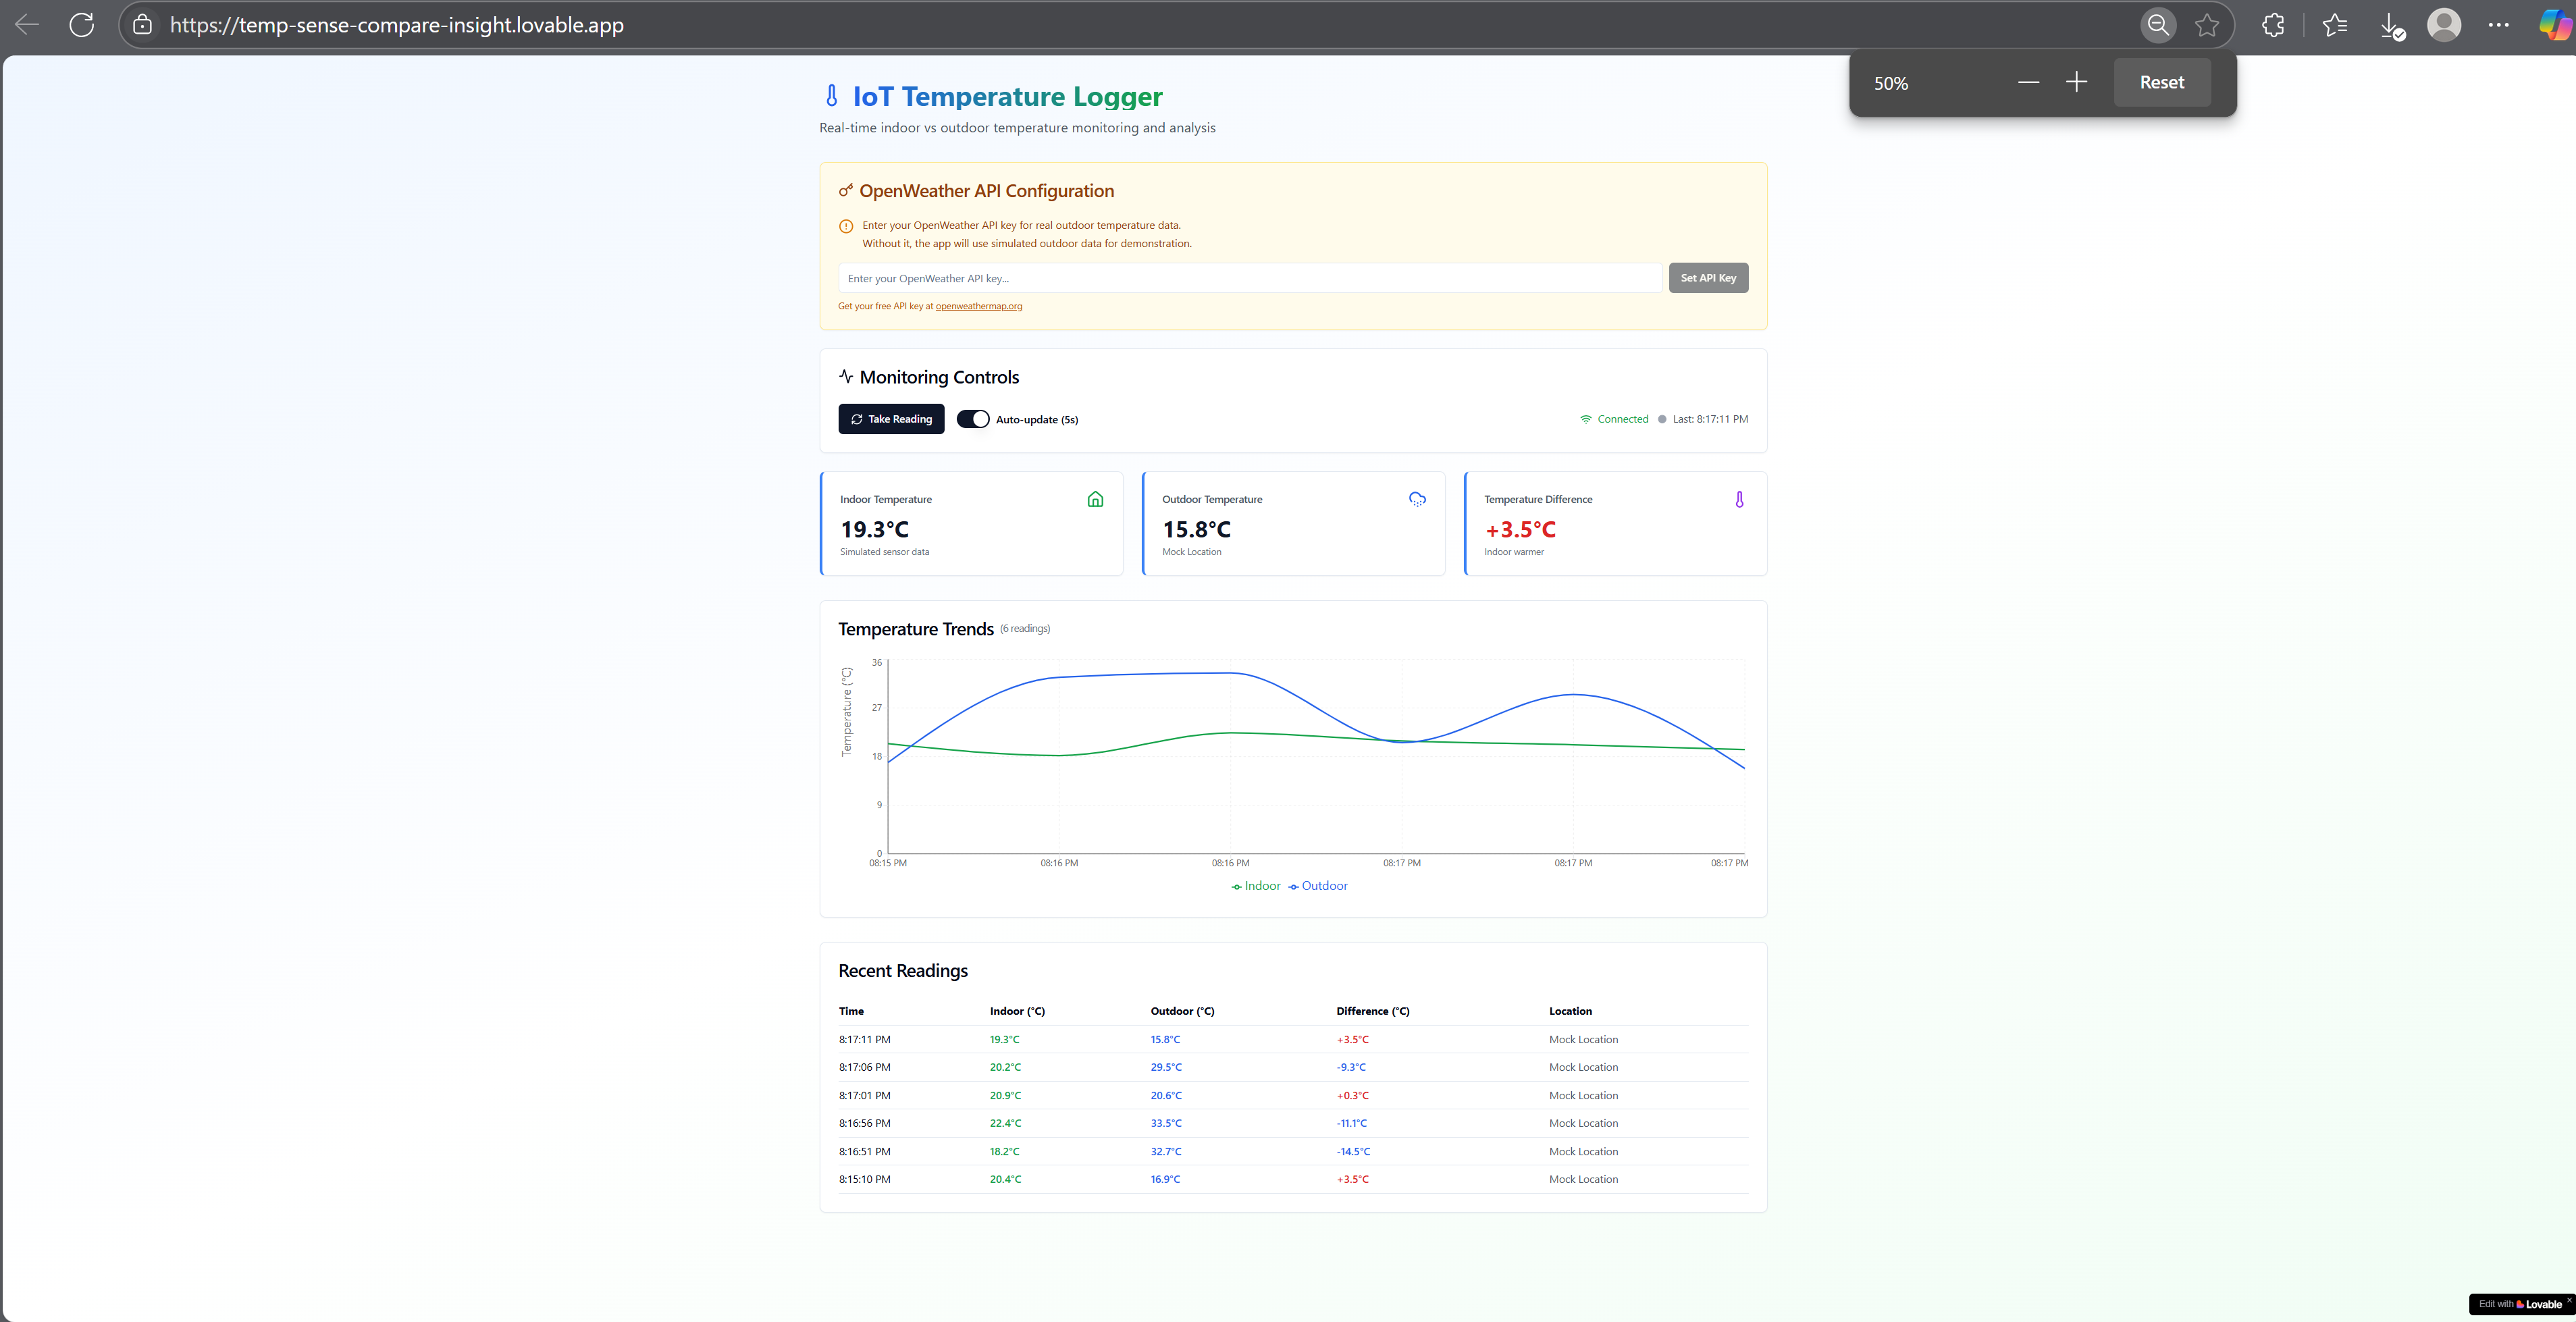 https://temp-sense-compare-insight.lovable.app
50%
Reset
IoT Temperature Logger
Real-time indoor vs outdoor temperature monitoring and analysis
OpenWeather API Configuration
Enter your OpenWeather API key for real outdoor temperature data.
Without it, the app will use simulated outdoor data for demonstration.
Enter your OpenWeather API key...
Set API Key
Get your free API key at openweathermap.org
Monitoring Controls
Take Reading
Auto-update (5s)
Connected
Last: 8:17:11 PM
Indoor Temperature
19.3°C
Simulated sensor data
Outdoor Temperature
15.8°C
Mock Location
Temperature Difference
+3.5°C
Indoor warmer
Temperature Trends (6 readings)
Temperature (°C)
36
27
18
9
0
08:15 PM 08:16 PM 08:16 PM 08:17 PM 08:17 PM 08:17 PM
Indoor Outdoor
Recent Readings
Time Indoor (°C) Outdoor (°C) Difference (°C) Location
8:17:11 PM 19.3°C 15.8°C +3.5°C Mock Location
8:17:06 PM 20.2°C 29.5°C -9.3°C Mock Location
8:17:01 PM 20.9°C 20.6°C +0.3°C Mock Location
8:16:56 PM 22.4°C 33.5°C -11.1°C Mock Location
8:16:51 PM 18.2°C 32.7°C -14.5°C Mock Location
8:15:10 PM 20.4°C 16.9°C +3.5°C Mock Location
Edit with Lovable